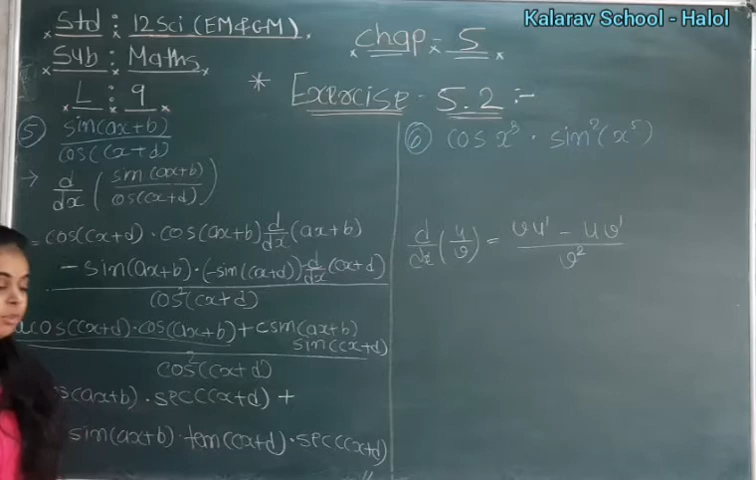 Kalarav School - Halol
Std : 12 Sci (EM&GM).
Sub : Maths
L : 9
chap - 5
* Exercise - 5.2 :-
⑤ sin(ax+b) / cos(cx+d)
→ d/dx ( sin(ax+b) / cos(cx+d) )
= cos(cx+d) · cos(ax+b) d/dx (ax+b)
- sin(ax+b) · (-sin(cx+d)) · d/dx (cx+d)
cos²(cx+d)
acos(cx+d) · cos(ax+b) + csin(ax+b)
sin(cx+d)
cos²(cx+d)
s(ax+b) · sec(cx+d) +
sin(ax+b) · tan(cx+d) · sec(cx+d)
⑥ cos x³ · sin²(x⁵)
d/dx (u/v) = vu' - uv' / v²